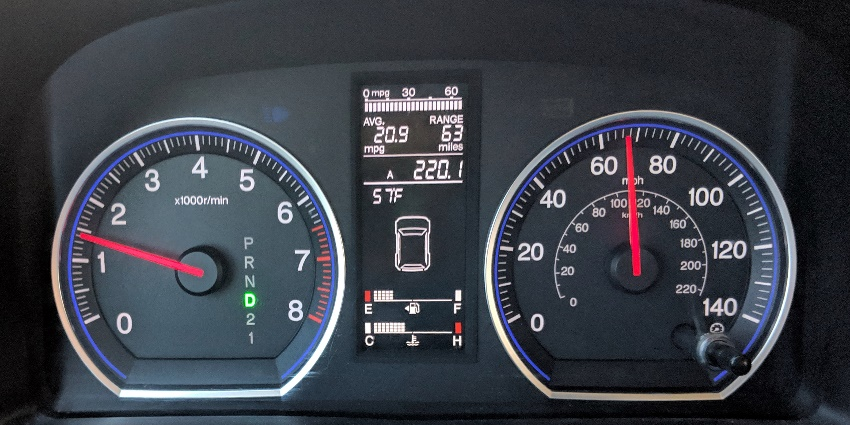 0 1 2 3 4 5 6 7 8
x1000r/min
P
R
N
D
2
1
0 mpg 30 60
AVG. RANGE
20.9 63
mpg miles
A 220.1
57F
E F
C H
0 20 40 60 80 100 120 140
mph
0 20 40 60 80 100 120 140 160 180 200 220
km/h